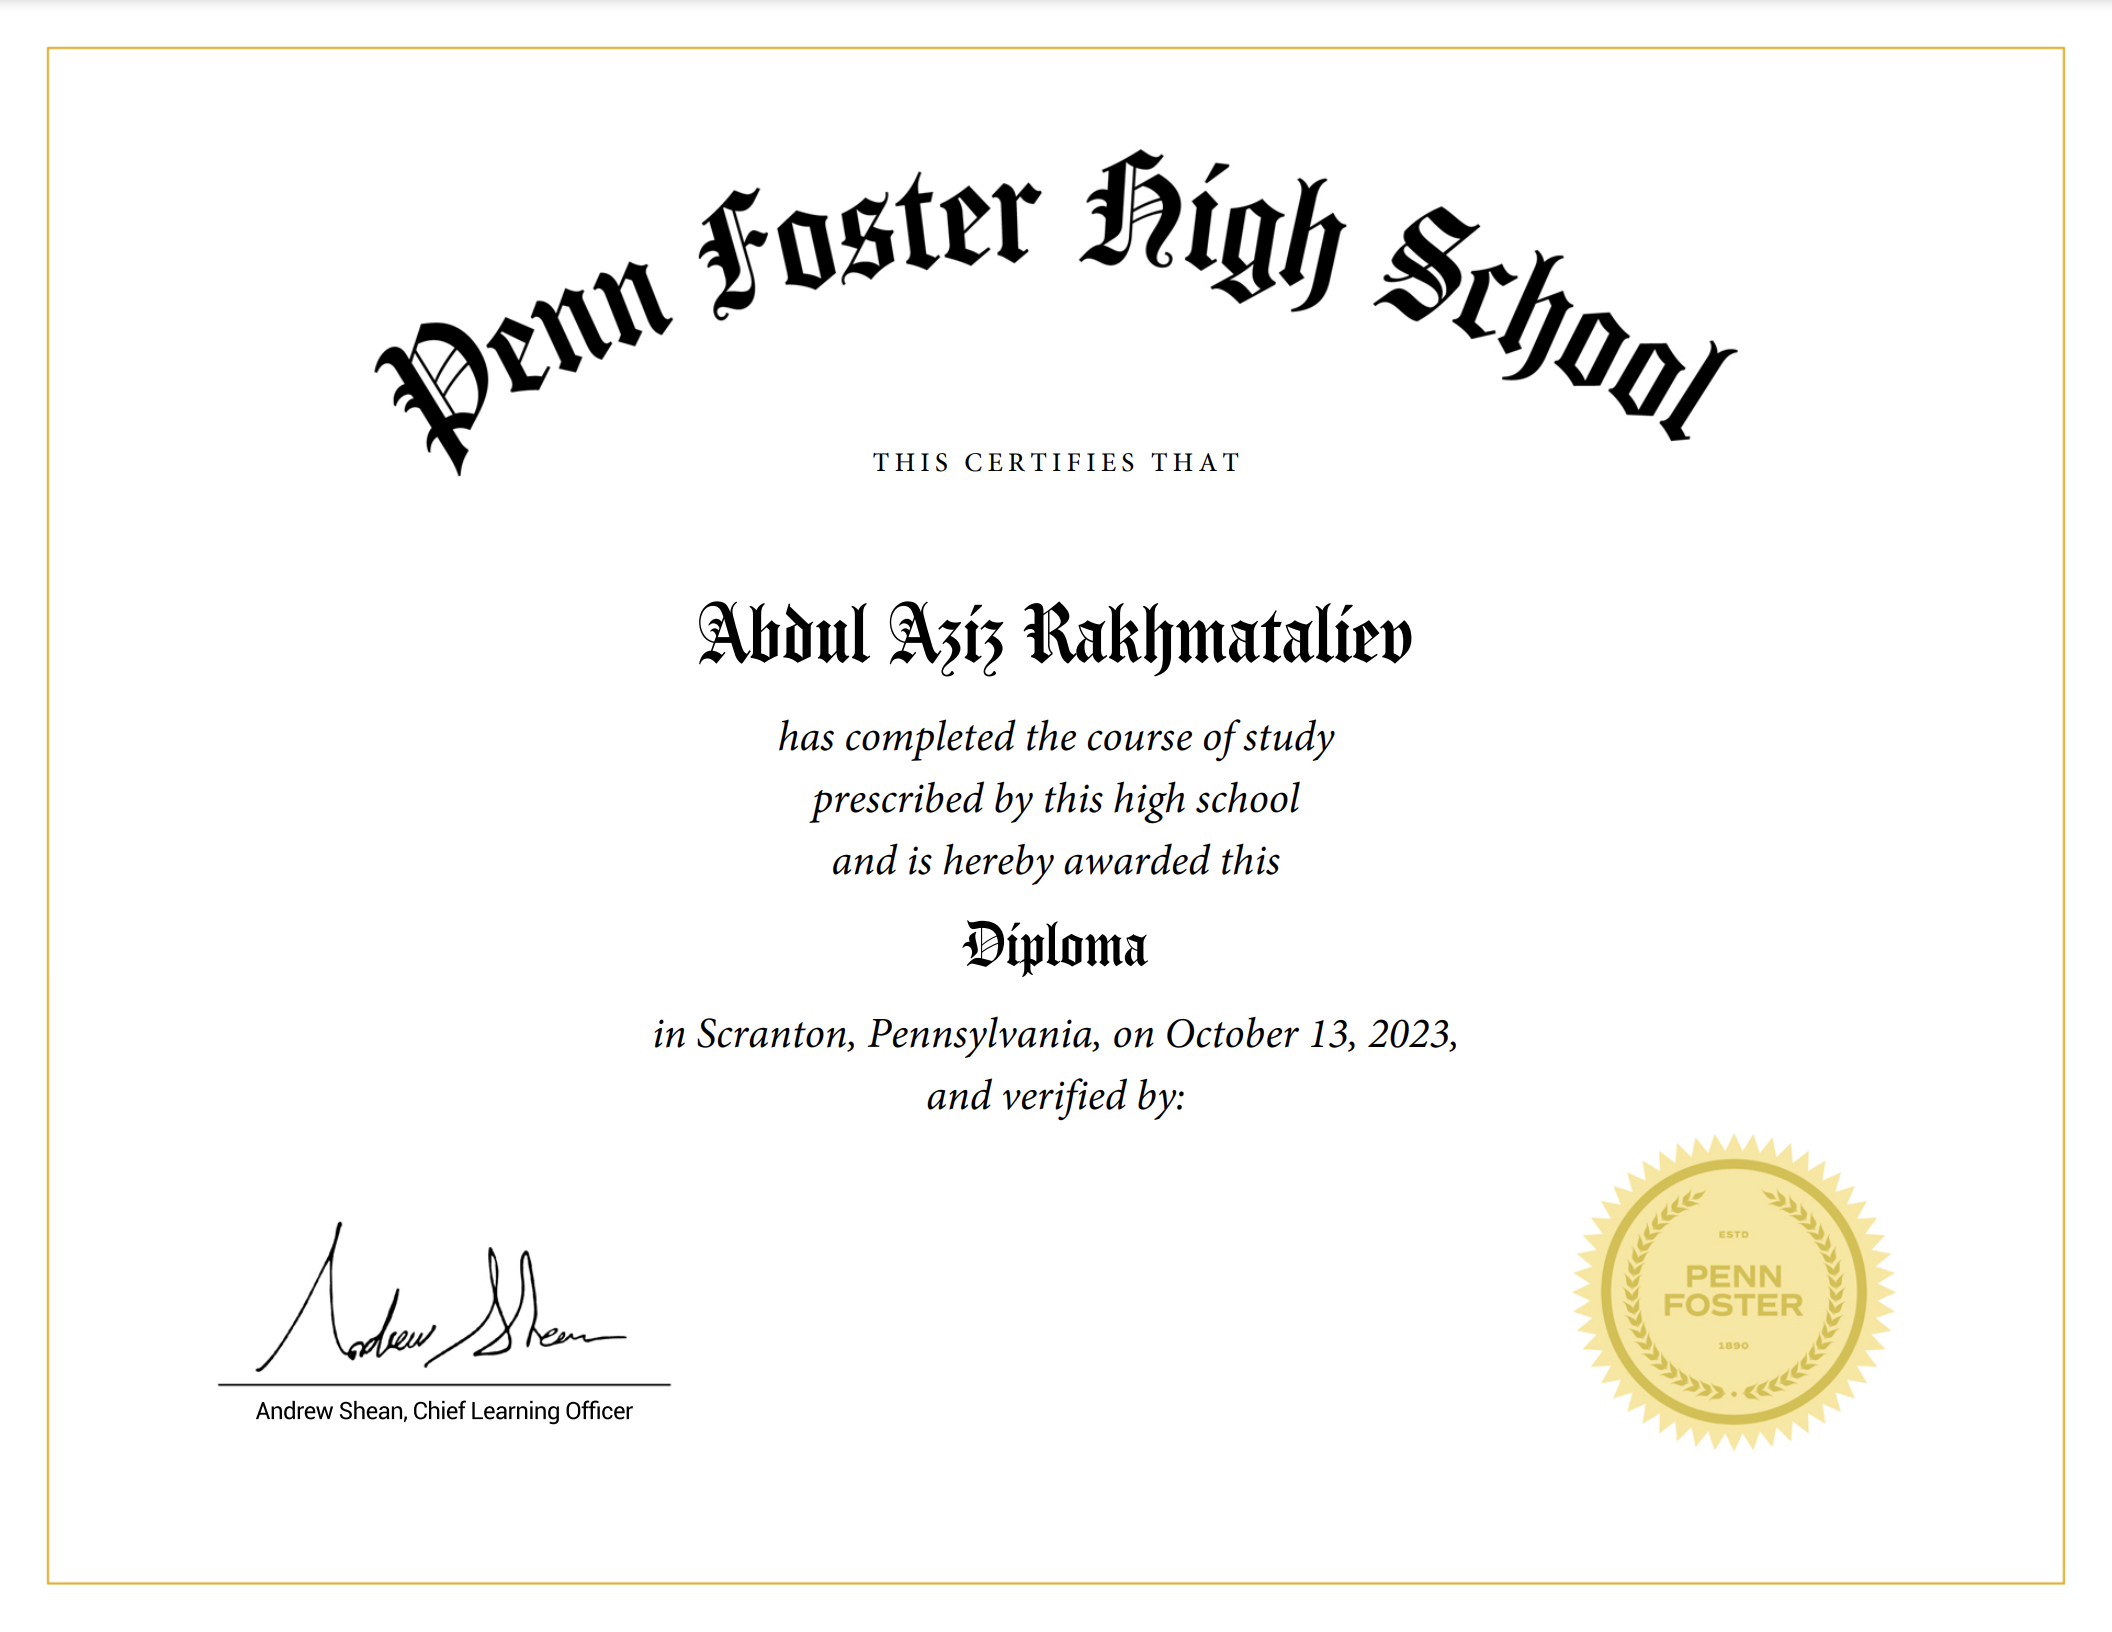 Penn Foster High School
THIS CERTIFIES THAT
Abdul Aziz Rakhmataliev
has completed the course of study
prescribed by this high school
and is hereby awarded this
Diploma
in Scranton, Pennsylvania, on October 13, 2023,
and verified by:
Andrew Shean
Andrew Shean, Chief Learning Officer
ESTD
PENN
FOSTER
1890